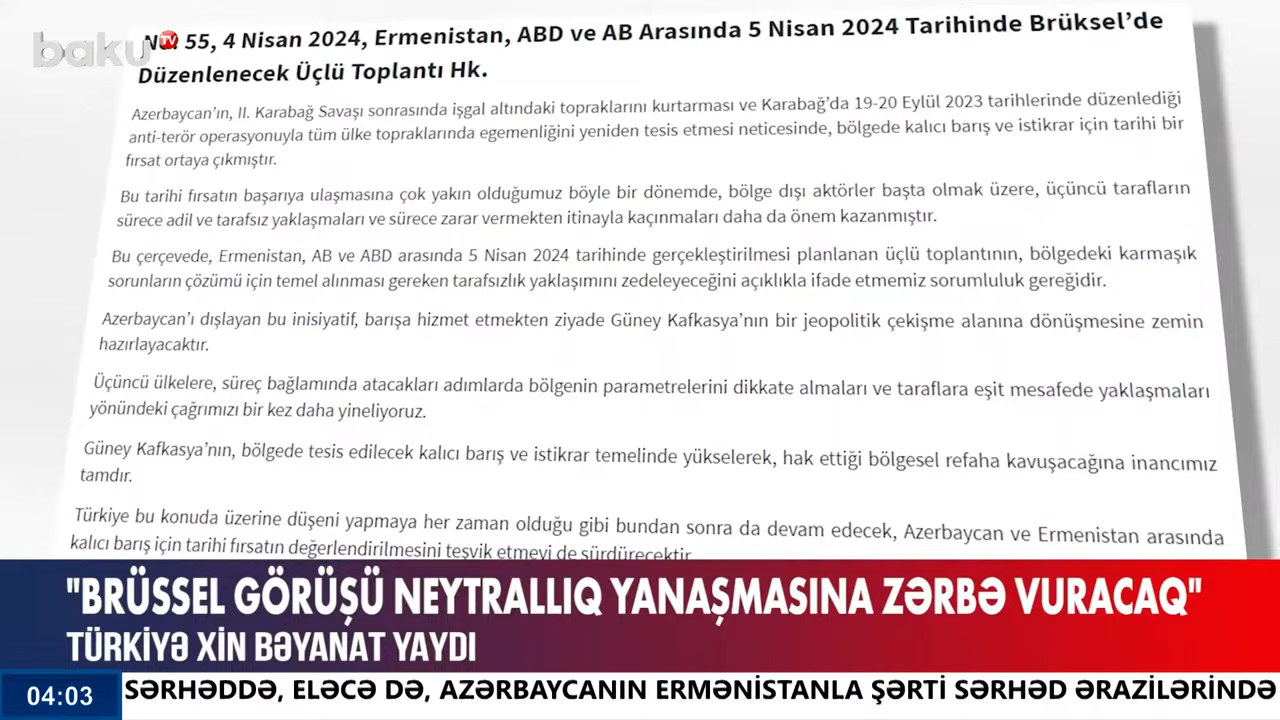 baku TV
No: 55, 4 Nisan 2024, Ermenistan, ABD ve AB Arasında 5 Nisan 2024 Tarihinde Brüksel’de
Düzenlenecek Üçlü Toplantı Hk.
Azerbaycan’ın, II. Karabağ Savaşı sonrasında işgal altındaki topraklarını kurtarması ve Karabağ’da 19-20 Eylül 2023 tarihlerinde düzenlediği
anti-terör operasyonuyla tüm ülke topraklarında egemenliğini yeniden tesis etmesi neticesinde, bölgede kalıcı barış ve istikrar için tarihi bir
fırsat ortaya çıkmıştır.
Bu tarihi fırsatın başarıya ulaşmasına çok yakın olduğumuz böyle bir dönemde, bölge dışı aktörler başta olmak üzere, üçüncü tarafların
sürece adil ve tarafsız yaklaşmaları ve sürece zarar vermekten itinayla kaçınmaları daha da önem kazanmıştır.
Bu çerçevede, Ermenistan, AB ve ABD arasında 5 Nisan 2024 tarihinde gerçekleştirilmesi planlanan üçlü toplantının, bölgedeki karmaşık
sorunların çözümü için temel alınması gereken tarafsızlık yaklaşımını zedeleyeceğini açıklıkla ifade etmemiz sorumluluk gereğidir.
Azerbaycan’ı dışlayan bu inisiyatif, barışa hizmet etmekten ziyade Güney Kafkasya’nın bir jeopolitik çekişme alanına dönüşmesine zemin
hazırlayacaktır.
Üçüncü ülkelere, süreç bağlamında atacakları adımlarda bölgenin parametrelerini dikkate almaları ve taraflara eşit mesafede yaklaşmaları
yönündeki çağrımızı bir kez daha yineliyoruz.
Güney Kafkasya’nın, bölgede tesis edilecek kalıcı barış ve istikrar temelinde yükselerek, hak ettiği bölgesel refaha kavuşacağına inancımız
tamdır.
Türkiye bu konuda üzerine düşeni yapmaya her zaman olduğu gibi bundan sonra da devam edecek, Azerbaycan ve Ermenistan arasında
kalıcı barış için tarihi fırsatın değerlendirilmesini teşvik etmeyi de sürdürecektir.
"BRÜSSEL GÖRÜŞÜ NEYTRALLIQ YANAŞMASINA ZƏRBƏ VURACAQ"
TÜRKİYƏ XİN BƏYANAT YAYDI
04:03 SƏRHƏDDƏ, ELƏCƏ DƏ, AZƏRBAYCANIN ERMƏNİSTANLA ŞƏRTİ SƏRHƏD ƏRAZİLƏRİNDƏ